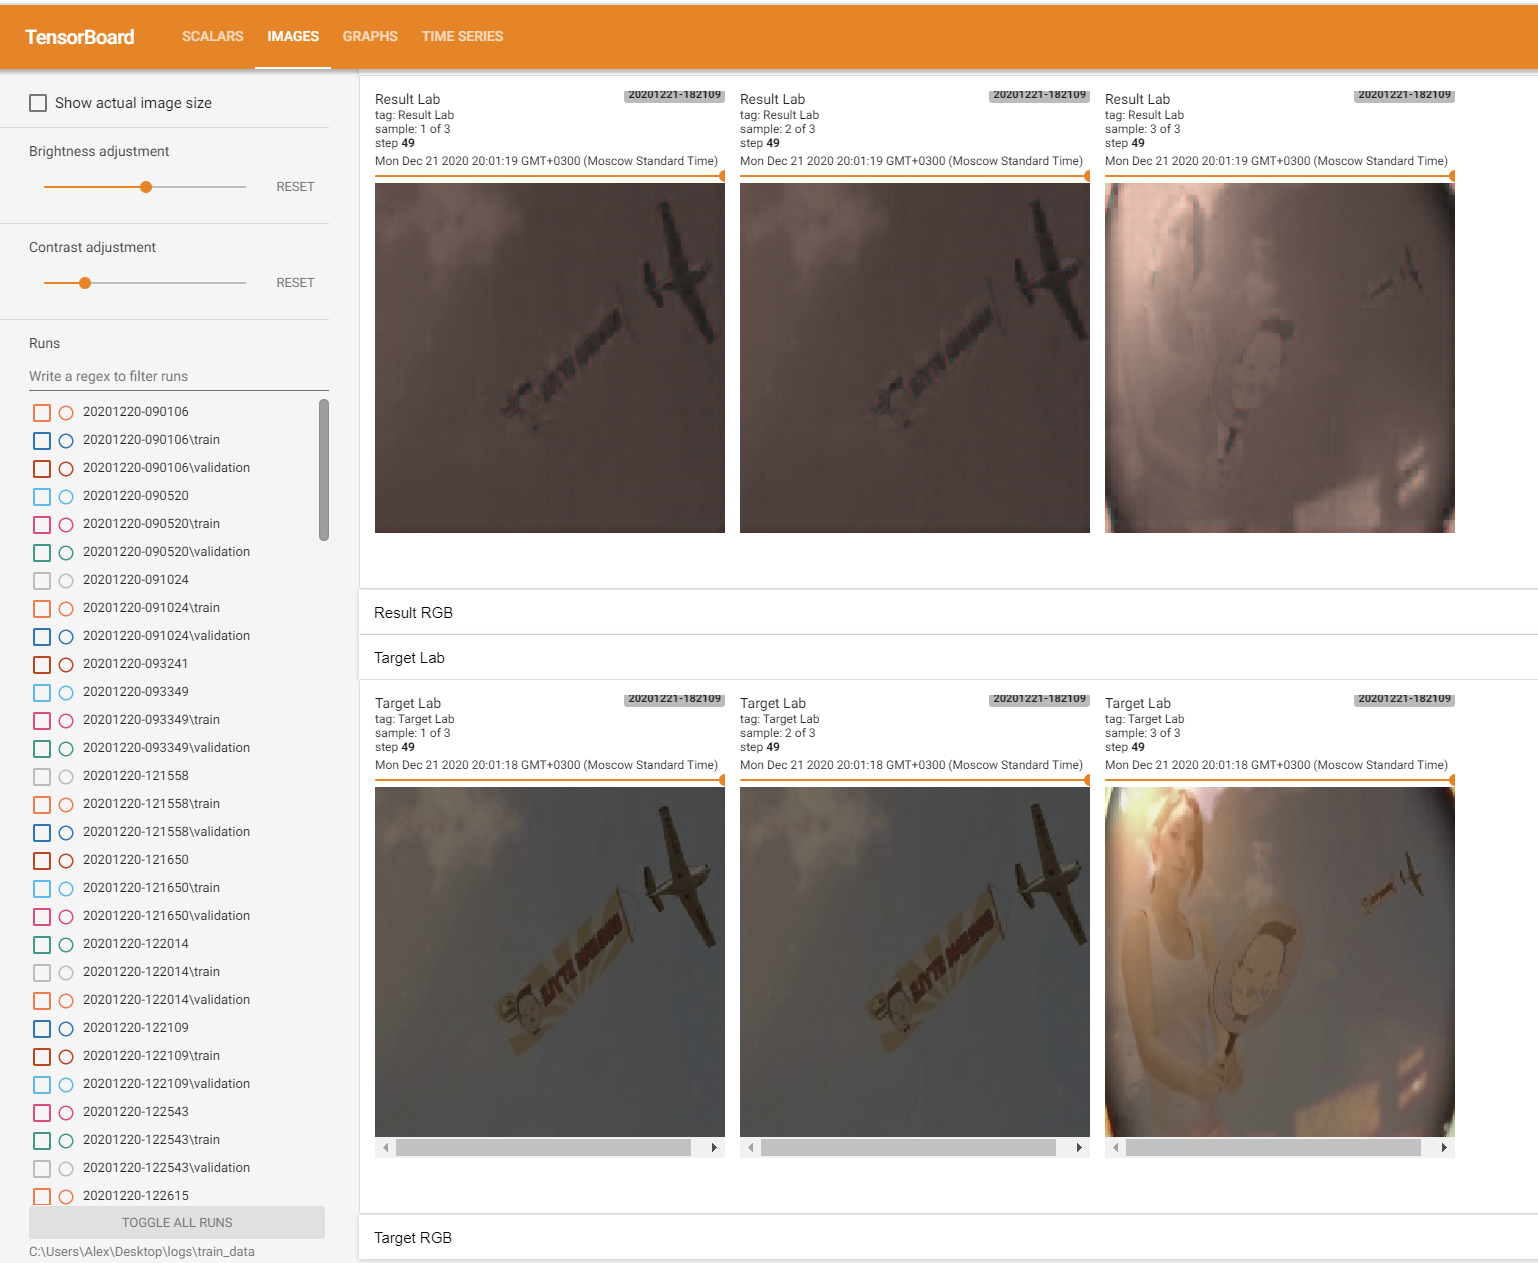 TensorBoard
SCALARS
IMAGES
GRAPHS
TIME SERIES
Show actual image size
Brightness adjustment
RESET
Contrast adjustment
RESET
Runs
Write a regex to filter runs
20201220-090106
20201220-090106\train
20201220-090106\validation
20201220-090520
20201220-090520\train
20201220-090520\validation
20201220-091024
20201220-091024\train
20201220-091024\validation
20201220-093241
20201220-093349
20201220-093349\train
20201220-093349\validation
20201220-121558
20201220-121558\train
20201220-121558\validation
20201220-121650
20201220-121650\train
20201220-121650\validation
20201220-122014
20201220-122014\train
20201220-122014\validation
20201220-122109
20201220-122109\train
20201220-122109\validation
20201220-122543
20201220-122543\train
20201220-122543\validation
20201220-122615
TOGGLE ALL RUNS
C:\Users\Alex\Desktop\logs\train_data
Result Lab
20201221-182109
tag: Result Lab
sample: 1 of 3
step 49
Mon Dec 21 2020 20:01:19 GMT+0300 (Moscow Standard Time)
Result Lab
20201221-182109
tag: Result Lab
sample: 2 of 3
step 49
Mon Dec 21 2020 20:01:19 GMT+0300 (Moscow Standard Time)
Result Lab
20201221-182109
tag: Result Lab
sample: 3 of 3
step 49
Mon Dec 21 2020 20:01:19 GMT+0300 (Moscow Standard Time)
Result RGB
Target Lab
Target Lab
20201221-182109
tag: Target Lab
sample: 1 of 3
step 49
Mon Dec 21 2020 20:01:18 GMT+0300 (Moscow Standard Time)
Target Lab
20201221-182109
tag: Target Lab
sample: 2 of 3
step 49
Mon Dec 21 2020 20:01:18 GMT+0300 (Moscow Standard Time)
Target Lab
20201221-182109
tag: Target Lab
sample: 3 of 3
step 49
Mon Dec 21 2020 20:01:18 GMT+0300 (Moscow Standard Time)
Target RGB